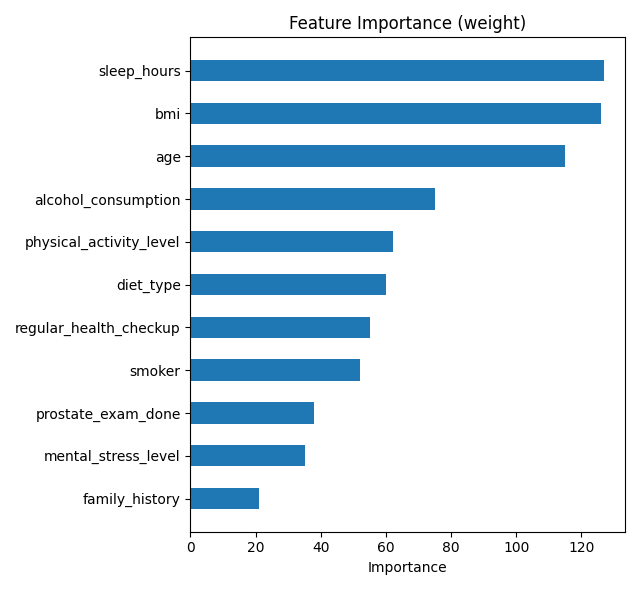 Feature Importance (weight)
sleep_hours
bmi
age
alcohol_consumption
physical_activity_level
diet_type
regular_health_checkup
smoker
prostate_exam_done
mental_stress_level
family_history
0 20 40 60 80 100 120
Importance